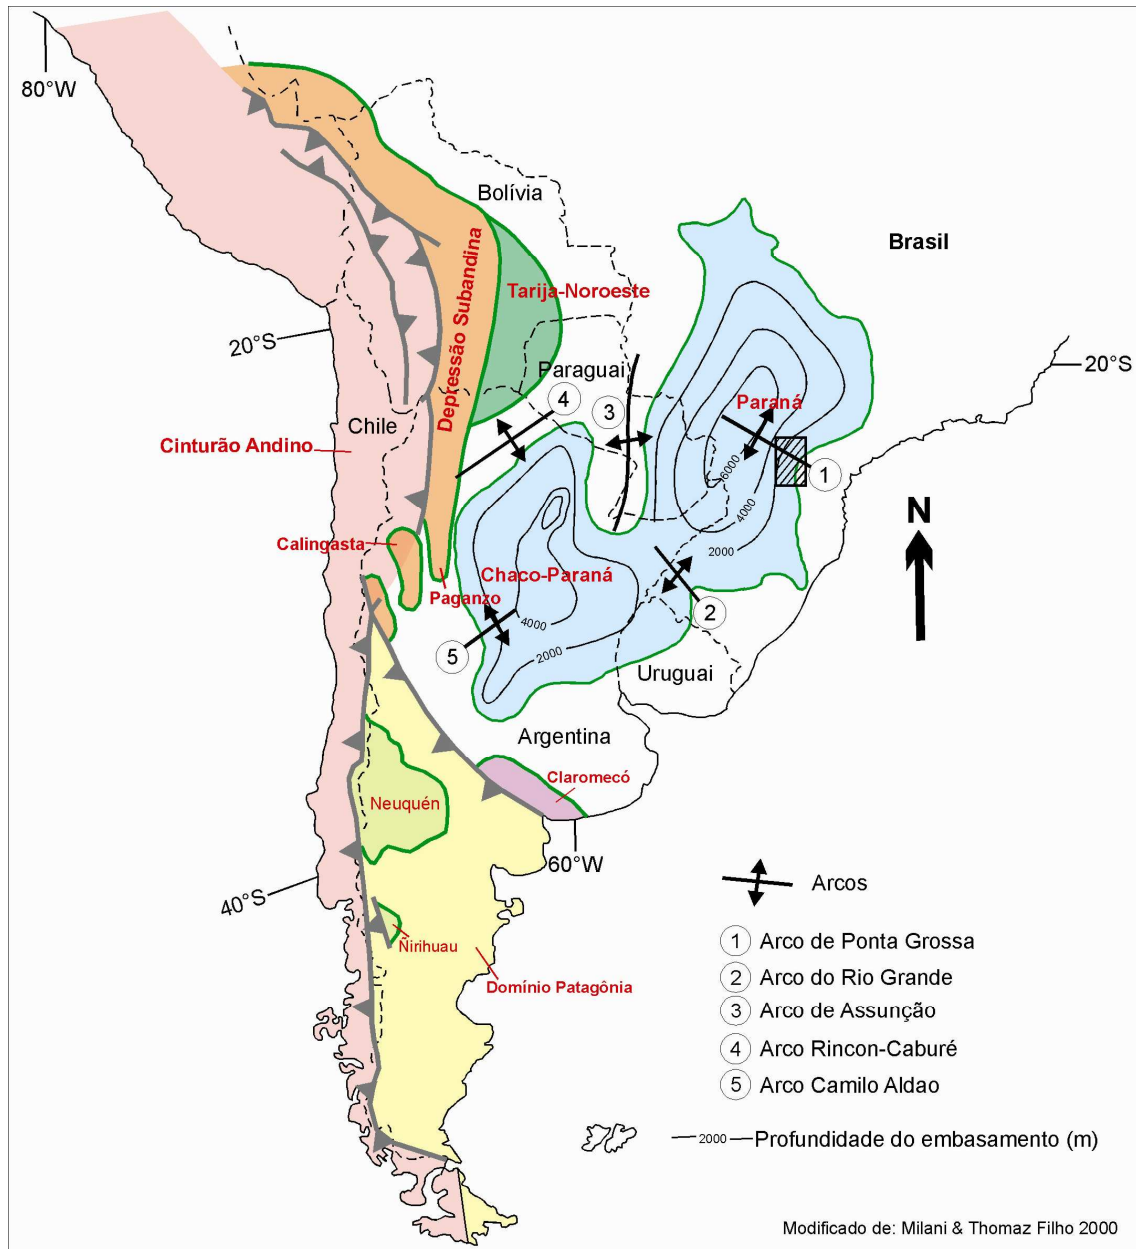 80°W
Bolívia
Brasil
Depressão Subandina
Tarija-Noroeste
20°S
20°S
Paraguai
4
3
Paraná
Chile
Cinturão Andino
6000
1
4000
N
Calingasta
2000
Chaco-Paraná
Paganzo
4000
2
5
2000
Uruguai
Argentina
Claromecó
Neuquén
60°W
40°S
Ñirihuau
Domínio Patagônia
Arcos
1 Arco de Ponta Grossa
2 Arco do Rio Grande
3 Arco de Assunção
4 Arco Rincon-Caburé
5 Arco Camilo Aldao
2000 Profundidade do embasamento (m)
Modificado de: Milani & Thomaz Filho 2000